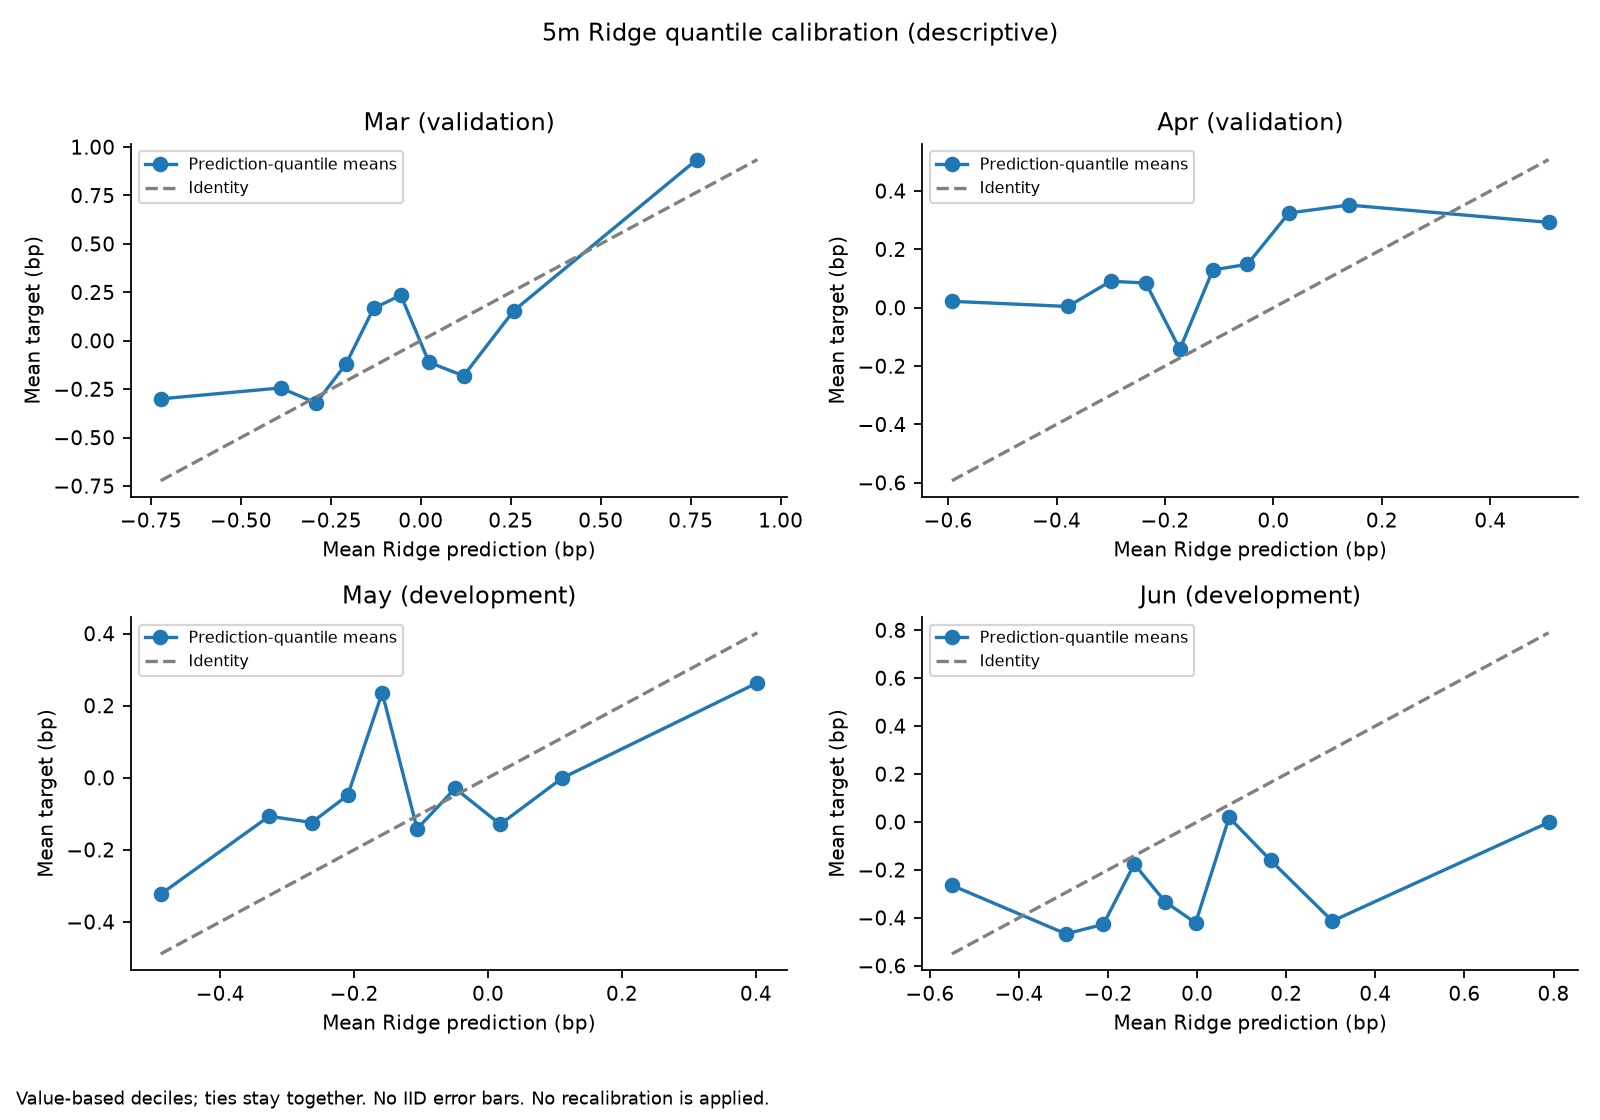 5m Ridge quantile calibration (descriptive)
Mar (validation)
Prediction-quantile means
Identity
Mean target (bp)
1.00
0.75
0.50
0.25
0.00
−0.25
−0.50
−0.75
−0.75 −0.50 −0.25 0.00 0.25 0.50 0.75 1.00
Mean Ridge prediction (bp)
Apr (validation)
Prediction-quantile means
Identity
Mean target (bp)
0.4
0.2
0.0
−0.2
−0.4
−0.6
−0.6 −0.4 −0.2 0.0 0.2 0.4
Mean Ridge prediction (bp)
May (development)
Prediction-quantile means
Identity
Mean target (bp)
0.4
0.2
0.0
−0.2
−0.4
−0.4 −0.2 0.0 0.2 0.4
Mean Ridge prediction (bp)
Jun (development)
Prediction-quantile means
Identity
Mean target (bp)
0.8
0.6
0.4
0.2
0.0
−0.2
−0.4
−0.6
−0.6 −0.4 −0.2 0.0 0.2 0.4 0.6 0.8
Mean Ridge prediction (bp)
Value-based deciles; ties stay together. No IID error bars. No recalibration is applied.